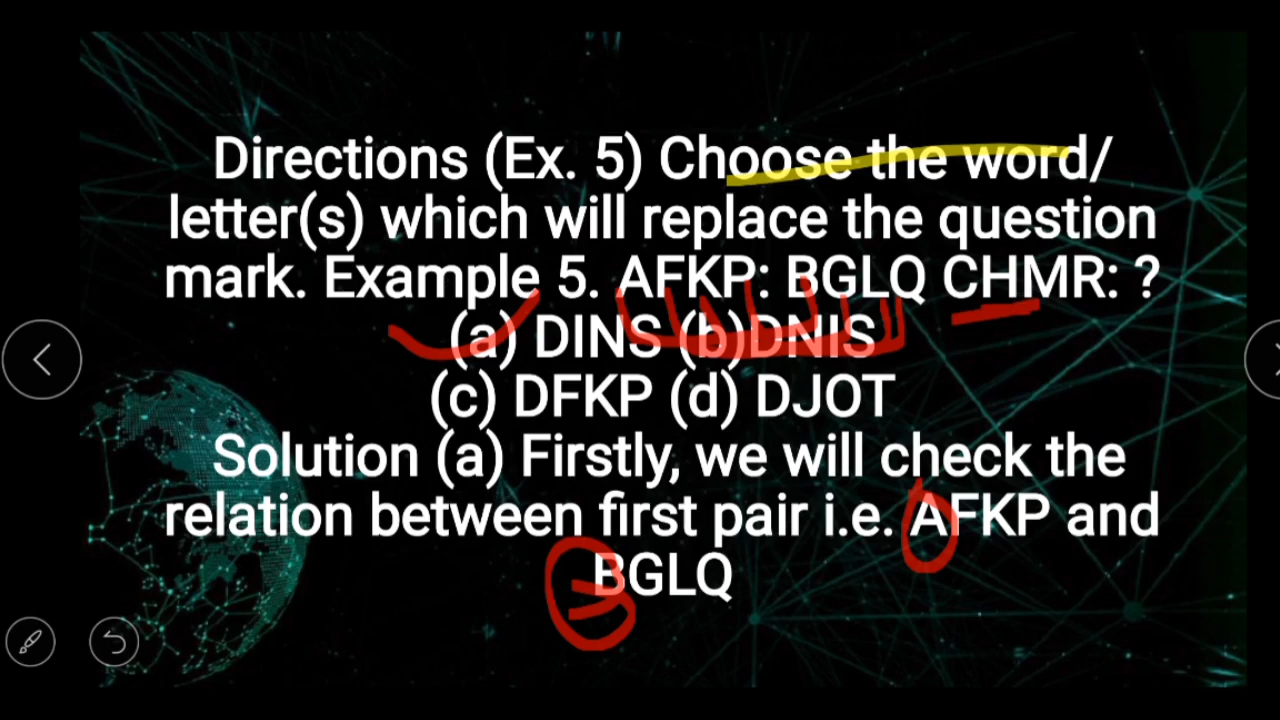 Directions (Ex. 5) Choose the word/
letter(s) which will replace the question
mark. Example 5. AFKP: BGLQ CHMR: ?
(a) DINS (b)DNIS
(c) DFKP (d) DJOT
Solution (a) Firstly, we will check the
relation between first pair i.e. AFKP and
BGLQ